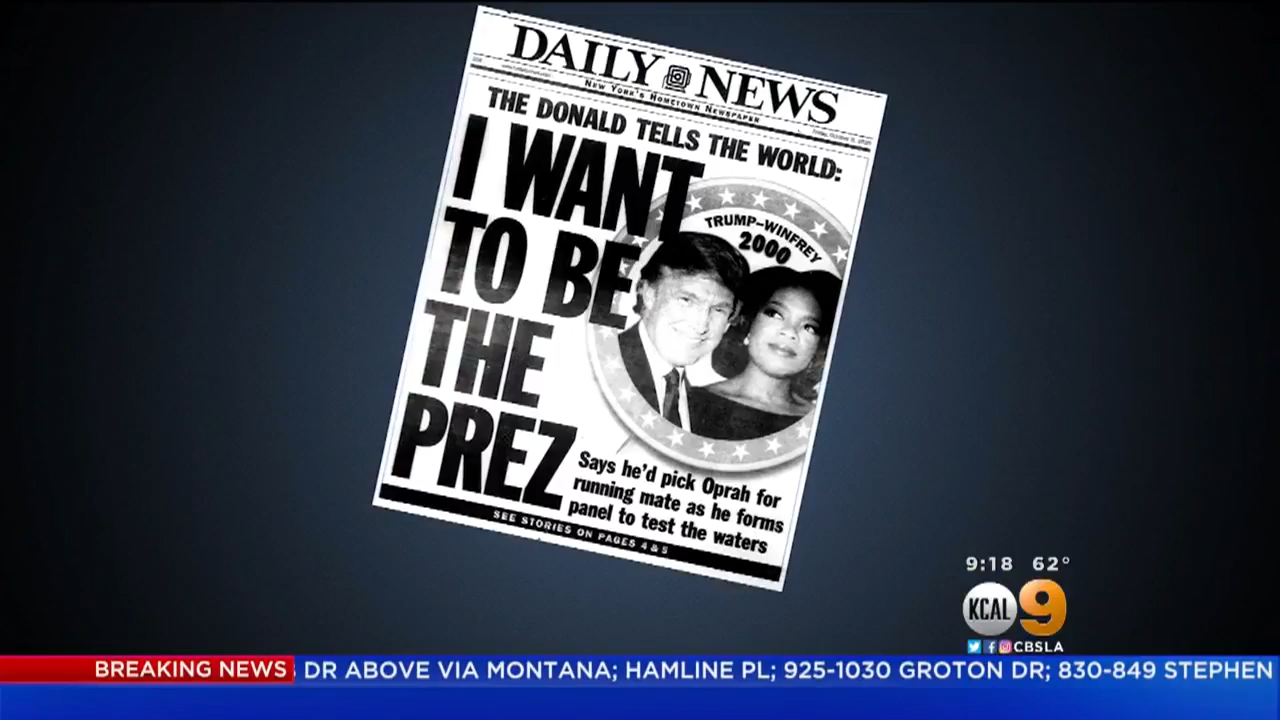 DAILY NEWS
NEW YORK'S HOMETOWN NEWSPAPER
THE DONALD TELLS THE WORLD:
I WANT
TO BE
THE
PREZ
TRUMP-WINFREY
2000
Says he'd pick Oprah for
running mate as he forms
panel to test the waters
SEE STORIES ON PAGES 4 & 5
9:18 62°
KCAL 9
CBSLA
BREAKING NEWS DR ABOVE VIA MONTANA; HAMLINE PL; 925-1030 GROTON DR; 830-849 STEPHEN